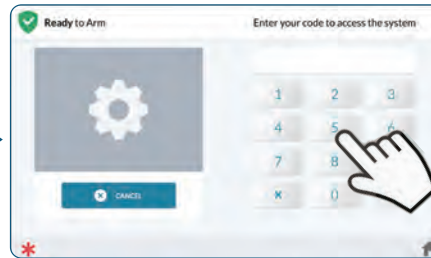 Ready to Arm
Enter your code to access the system
1 2 3
4 5 6
7 8
* 0
CANCEL
*